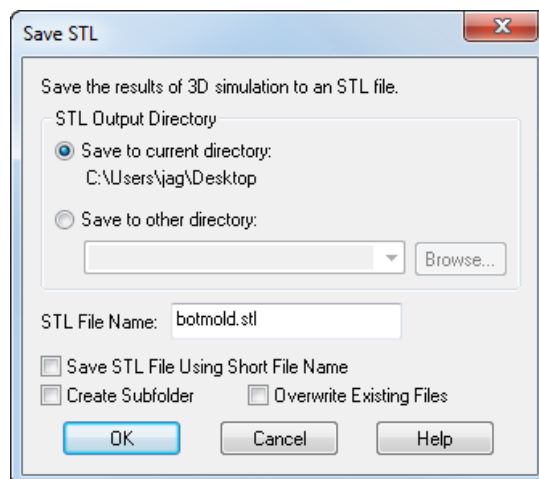 Save STL
Save the results of 3D simulation to an STL file.
STL Output Directory
Save to current directory:
C:\Users\jag\Desktop
Save to other directory:
Browse...
STL File Name: botmold.stl
Save STL File Using Short File Name
Create Subfolder Overwrite Existing Files
OK Cancel Help